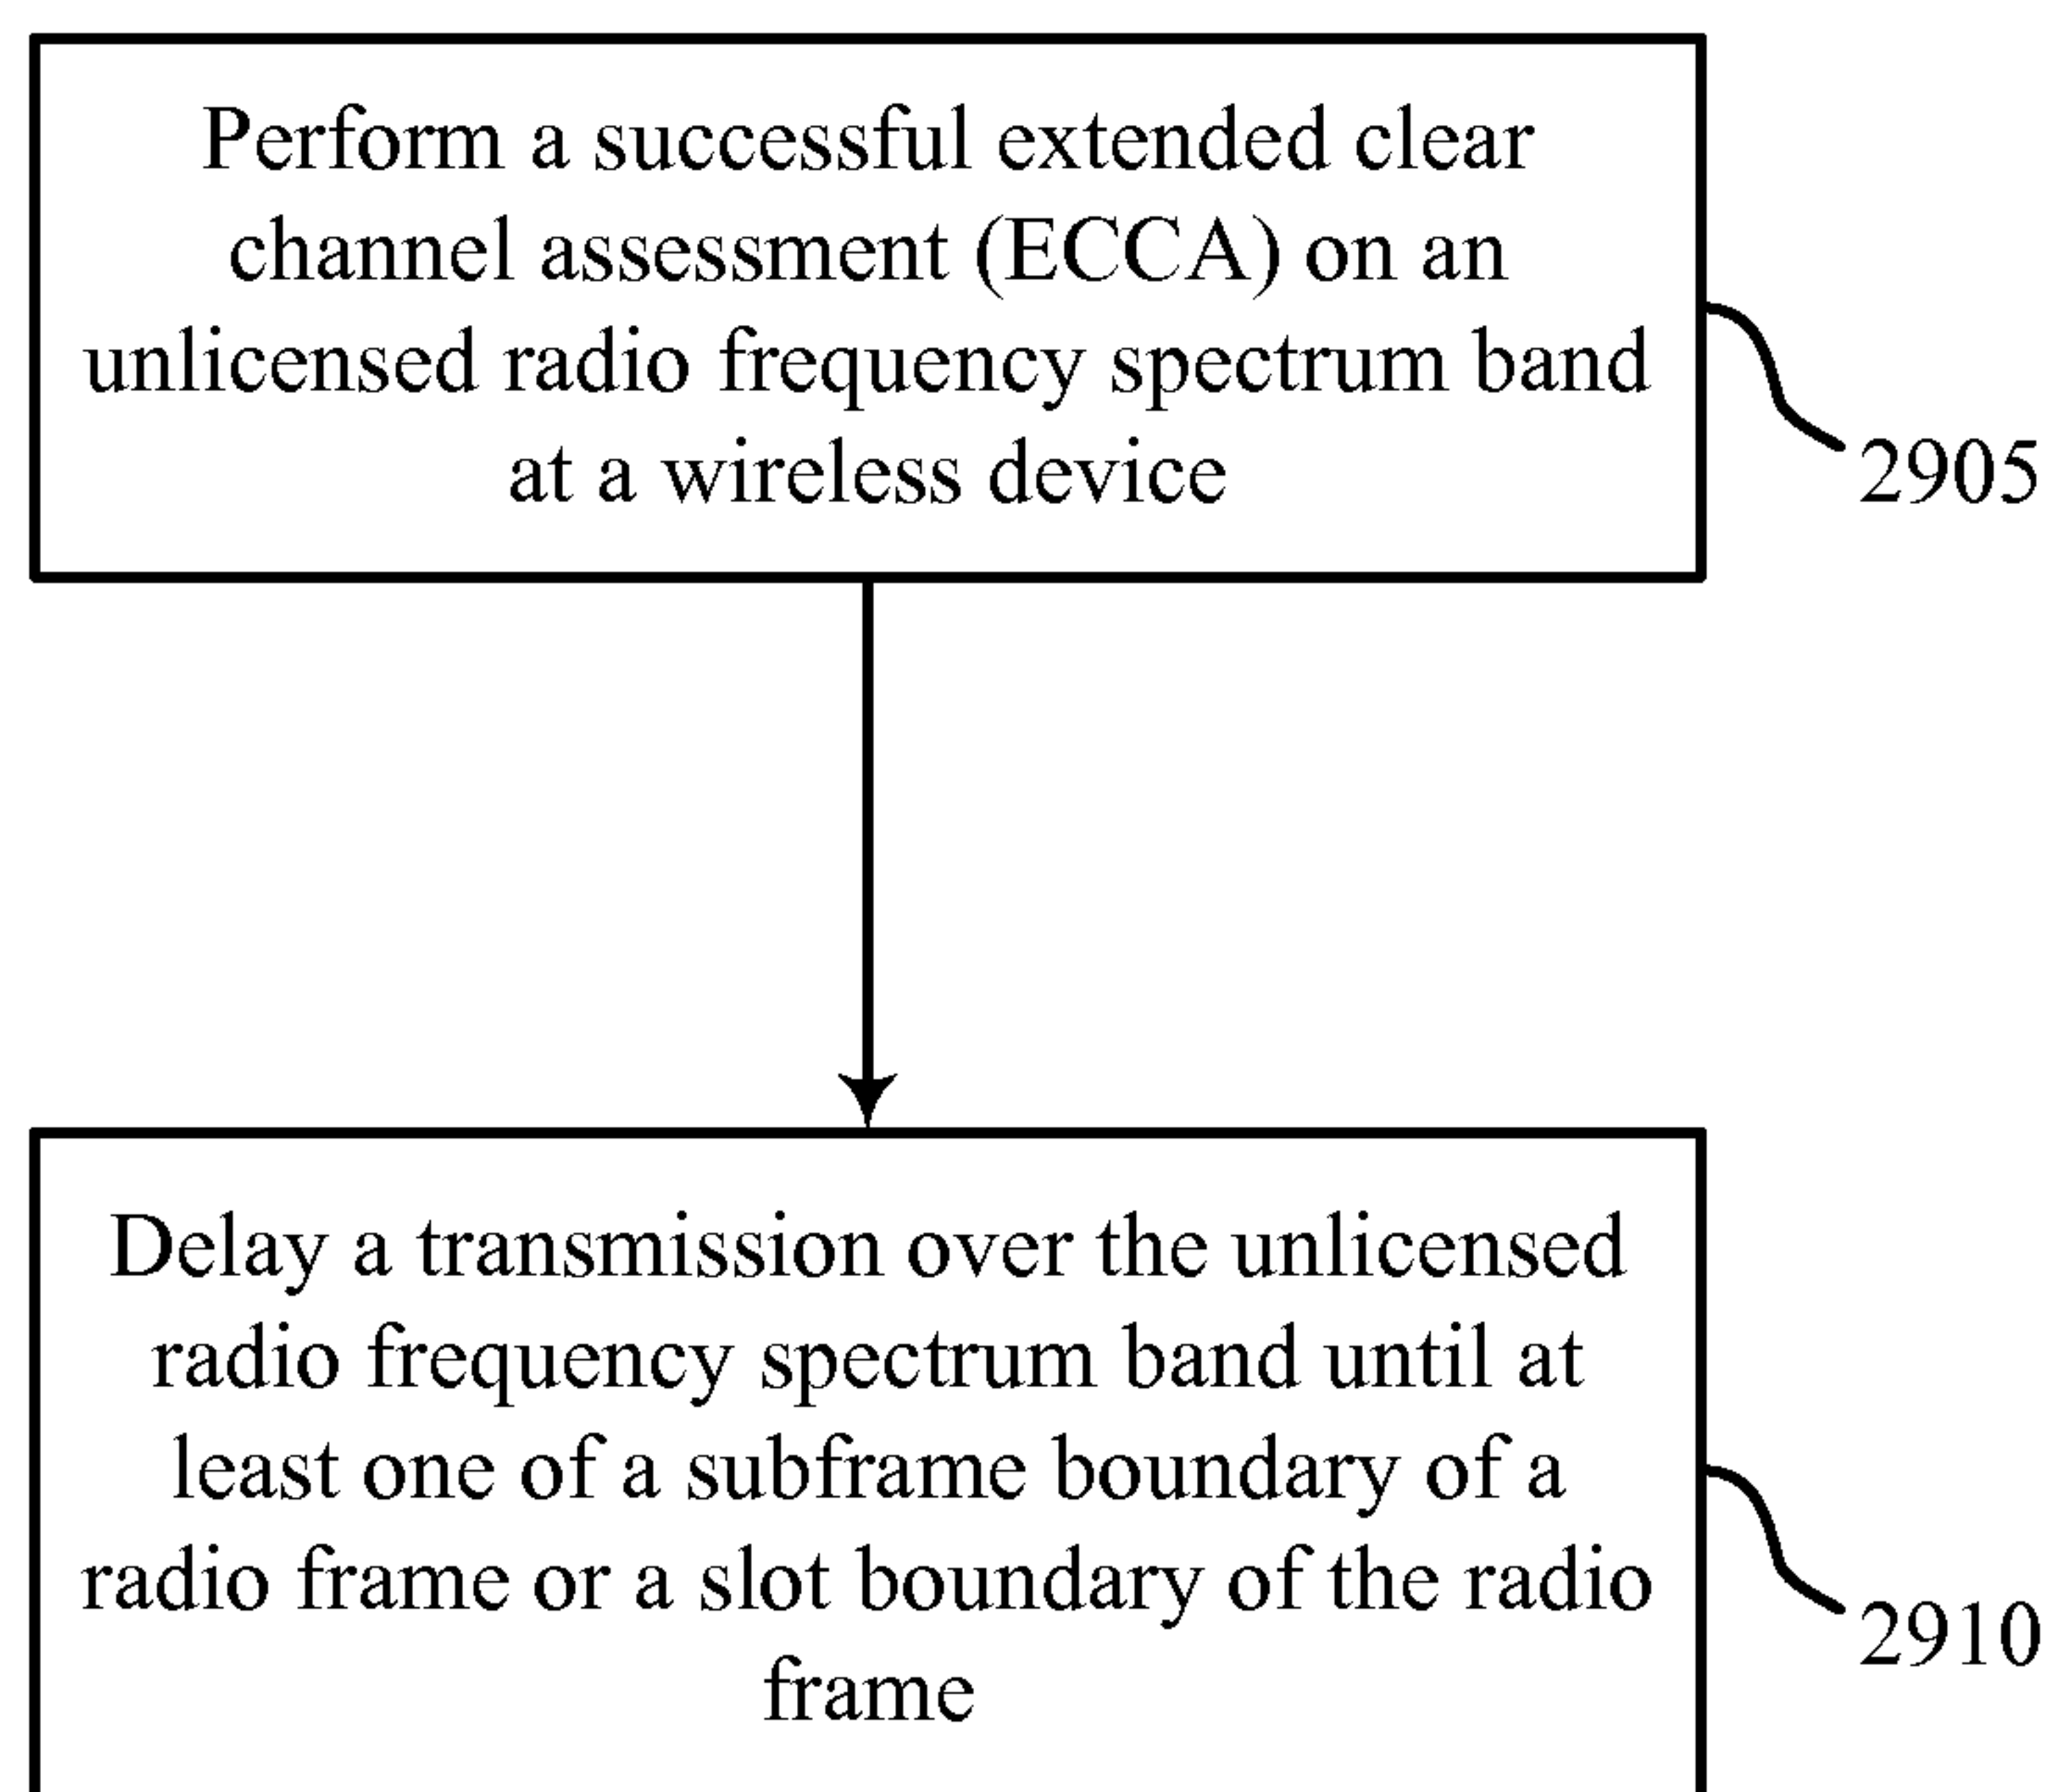 Perform a successful extended clear
channel assessment (ECCA) on an
unlicensed radio frequency spectrum band
at a wireless device
2905
Delay a transmission over the unlicensed
radio frequency spectrum band until at
least one of a subframe boundary of a
radio frame or a slot boundary of the radio
frame
2910